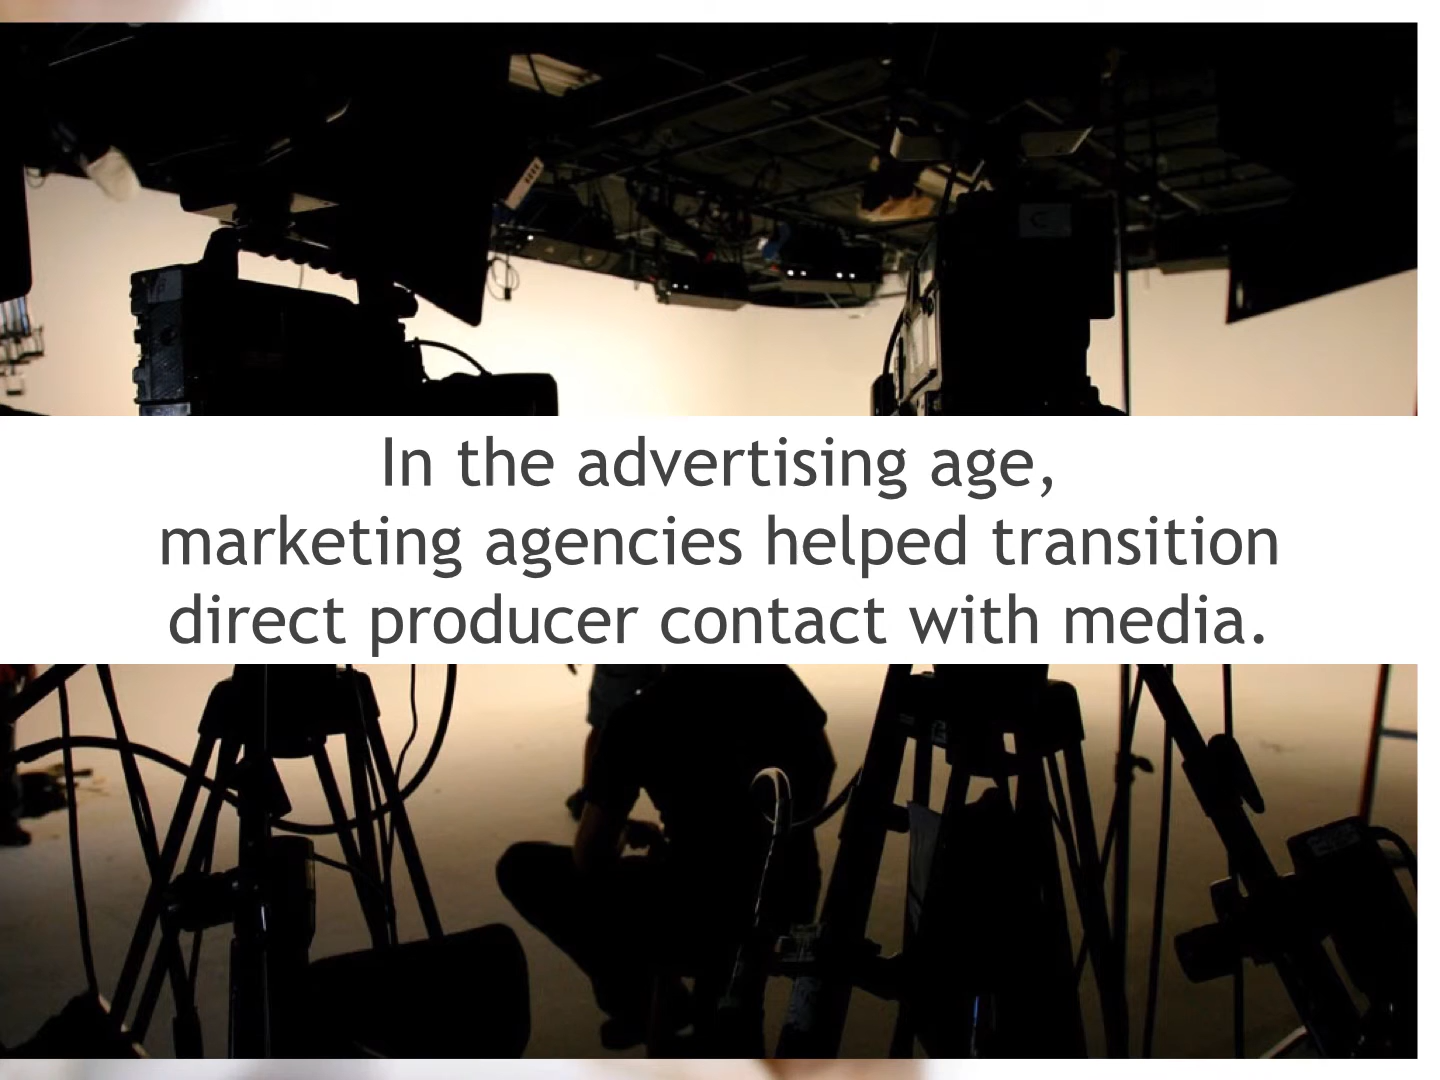 In the advertising age,
marketing agencies helped transition
direct producer contact with media.